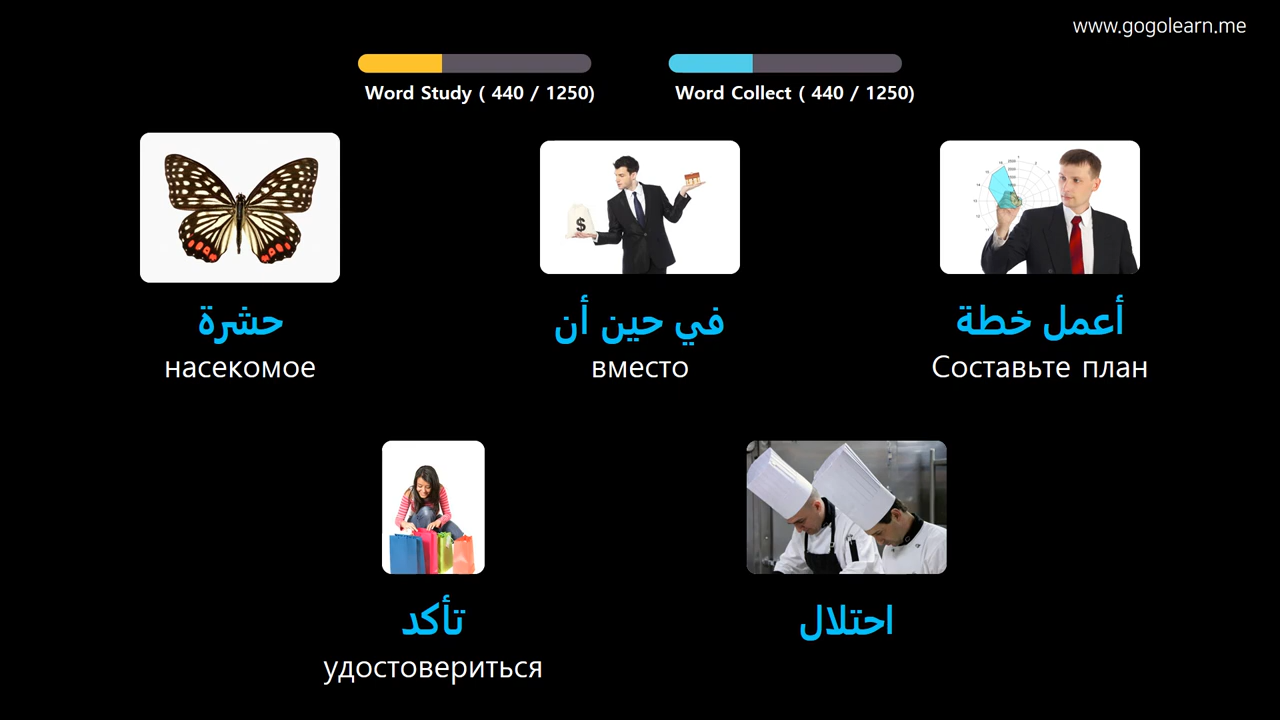 www.gogolearn.me
Word Study ( 440 / 1250)
Word Collect ( 440 / 1250)
حشرة
насекомое
في حين أن
вместо
أعمل خطة
Составьте план
تأكد
удостовериться
احتلال